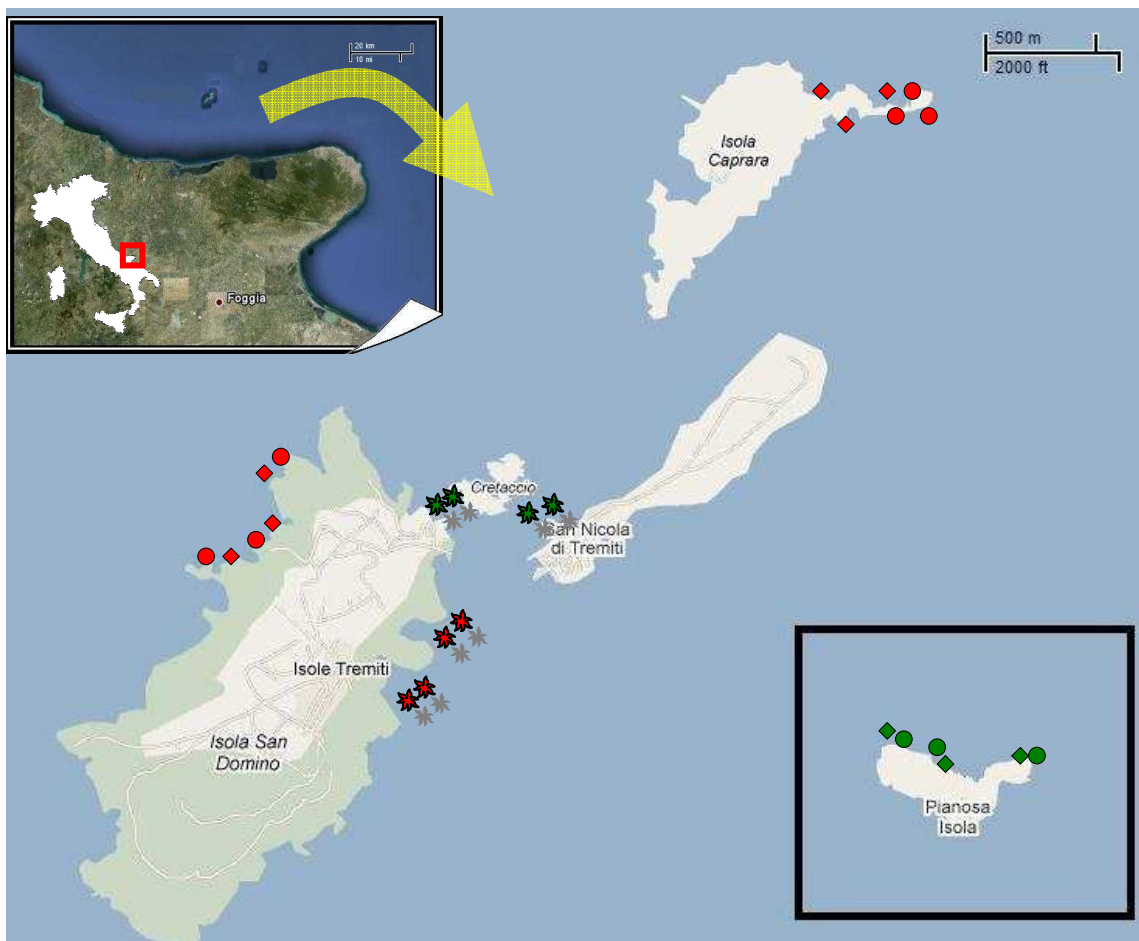 20 km
10 mi
Foggia
500 m
2000 ft
Isola
Caprara
Cretaccio
San Nicola
di Tremiti
Isole Tremiti
Isola San
Domino
Pianosa
Isola